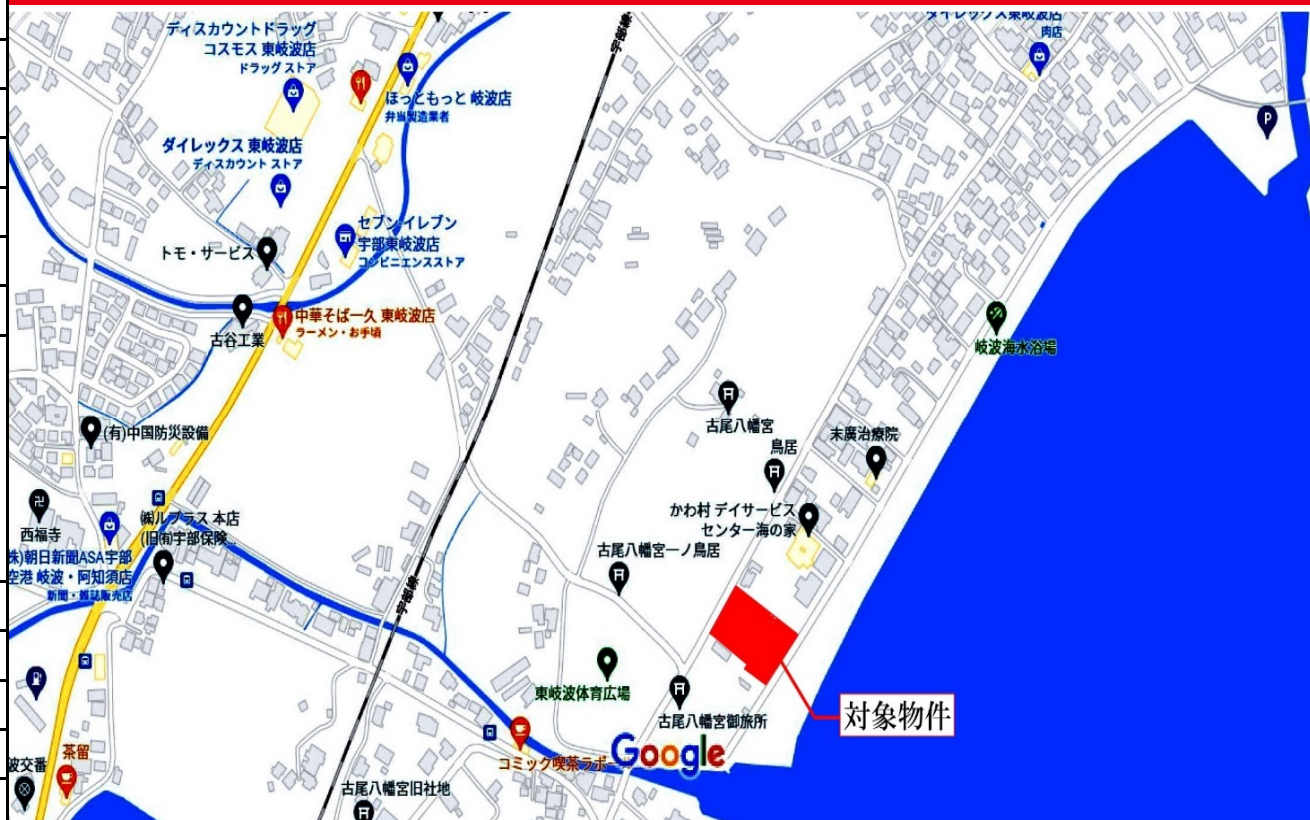 ディスカウントドラッグ
コスモス 東岐波店
ドラッグ ストア
ほっともっと 岐波店
弁当製造業者
ダイレックス東岐波店
肉店
P
宇部線
ダイレックス 東岐波店
ディスカウント ストア
セブン-イレブン
宇部東岐波店
コンビニエンスストア
トモ・サービス
中華そば一久 東岐波店
ラーメン・お手頃
古谷工業
岐波海水浴場
(有)中国防災設備
古尾八幡宮
鳥居
末廣治療院
西福寺
㈱ルプラス 本店
(旧(有)宇部保険...
かわ村 デイサービス
センター海の家
株)朝日新聞ASA宇部
空港 岐波・阿知須店
新聞・雑誌販売店
古尾八幡宮一ノ鳥居
宇部線
東岐波体育広場
古尾八幡宮御旅所
対象物件
Google
コミック喫茶ラポー
茶留
波交番
古尾八幡宮旧社地